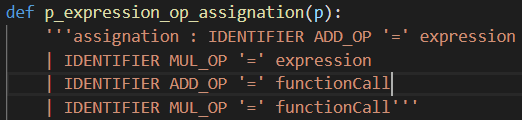 def p_expression_op_assignation(p):
    '''assignation : IDENTIFIER ADD_OP '=' expression
    | IDENTIFIER MUL_OP '=' expression
    | IDENTIFIER ADD_OP '=' functionCall
    | IDENTIFIER MUL_OP '=' functionCall'''